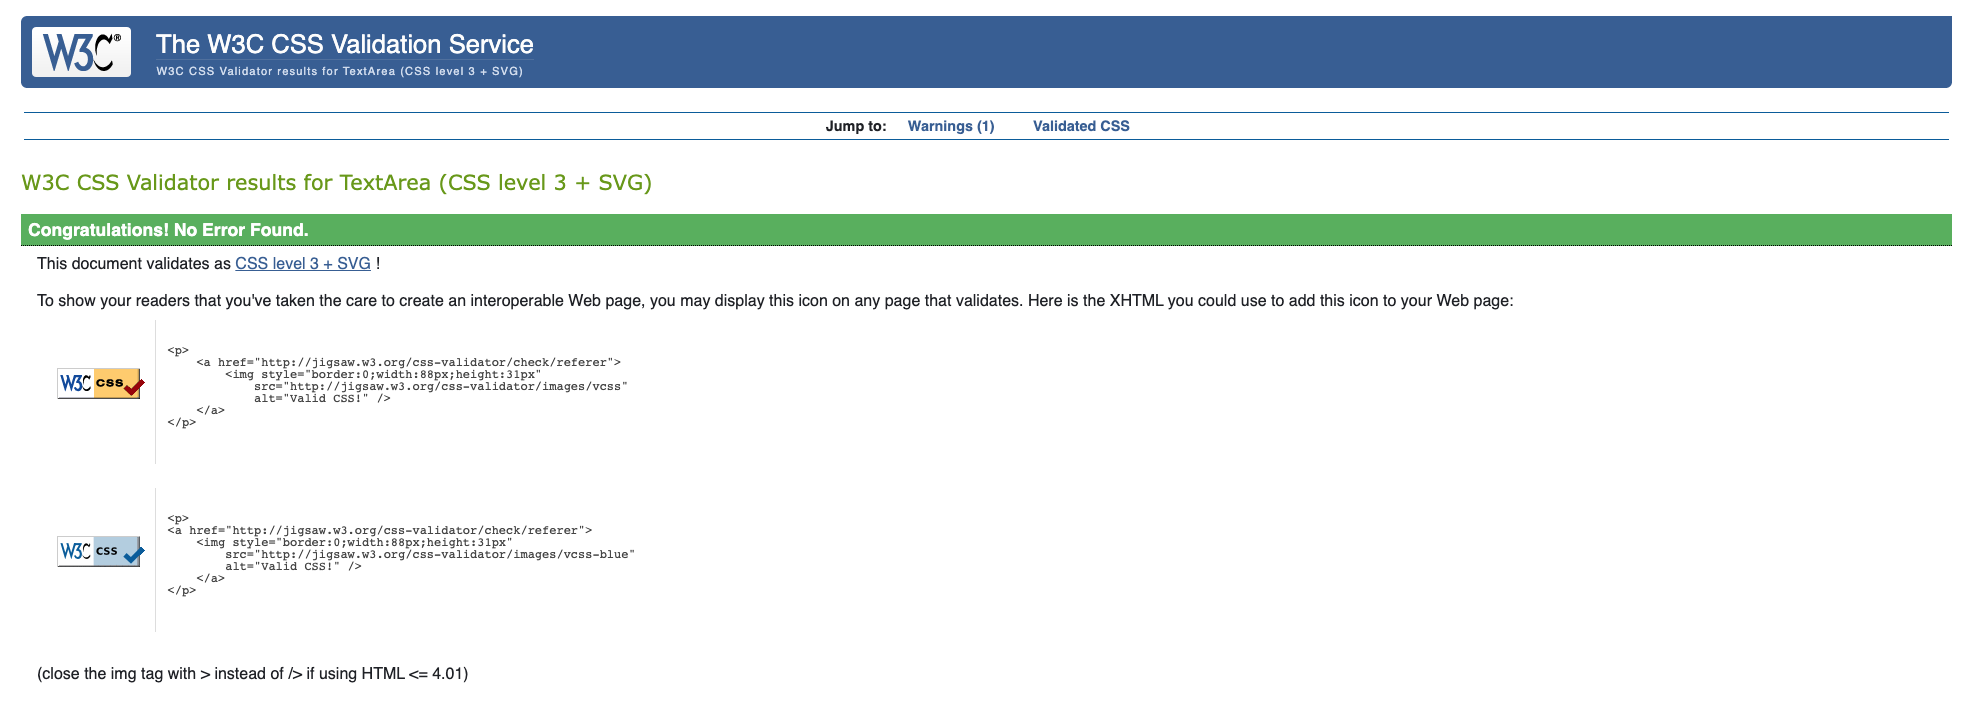 W3C®
The W3C CSS Validation Service
W3C CSS Validator results for TextArea (CSS level 3 + SVG)
Jump to: Warnings (1) Validated CSS
W3C CSS Validator results for TextArea (CSS level 3 + SVG)
Congratulations! No Error Found.
This document validates as CSS level 3 + SVG !
To show your readers that you've taken the care to create an interoperable Web page, you may display this icon on any page that validates. Here is the XHTML you could use to add this icon to your Web page:
W3C css
<p>
    <a href="http://jigsaw.w3.org/css-validator/check/referer">
        <img style="border:0;width:88px;height:31px"
            src="http://jigsaw.w3.org/css-validator/images/vcss"
            alt="Valid CSS!" />
    </a>
</p>
W3C css
<p>
<a href="http://jigsaw.w3.org/css-validator/check/referer">
    <img style="border:0;width:88px;height:31px"
        src="http://jigsaw.w3.org/css-validator/images/vcss-blue"
        alt="Valid CSS!" />
    </a>
</p>
(close the img tag with > instead of /> if using HTML <= 4.01)